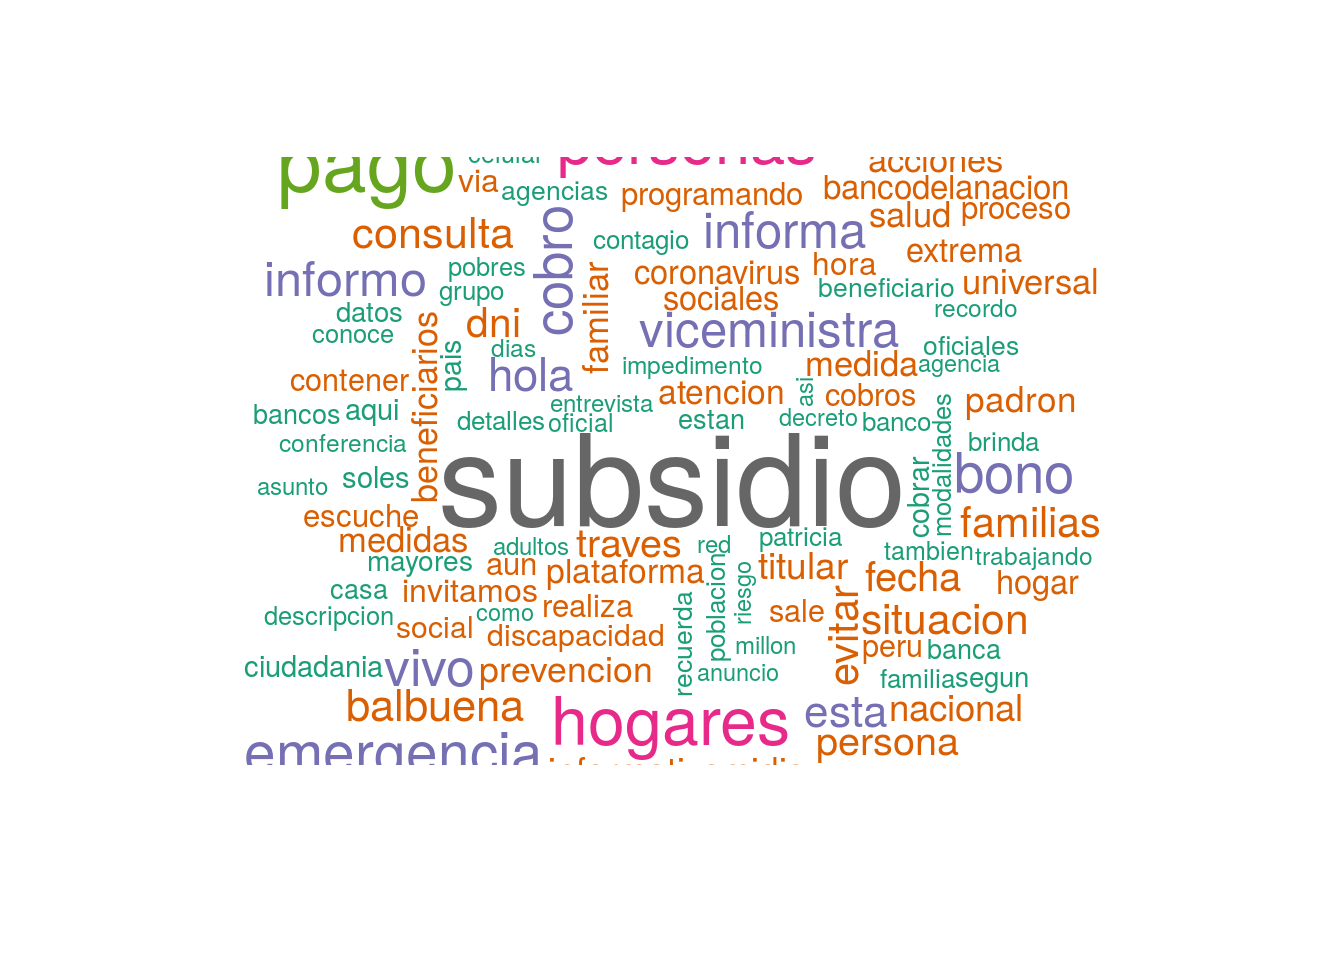 pago
celular
personas
acciones
via
agencias
programando
bancodelanacion
consulta
cobro
contagio
informa
salud
proceso
informo
pobres
grupo
familiar
coronavirus
sociales
hora
extrema
beneficiario
universal
recordo
datos
conoce
dni
dias
viceministra
oficiales
contener
beneficiarios
pais
hola
impedimento
medida
agencia
atencion
asi
cobros
padron
bancos
aqui
detalles
entrevista
oficial
estan
decreto
banco
modalidades
brinda
conferencia
soles
asunto
subsidio
cobrar
bono
escuche
medidas
adultos
traves
red
patricia
familias
tambien
trabajando
mayores
aun
plataforma
titular
fecha
hogar
casa
invitamos
como
realiza
recuerda
poblacion
riesgo
sale
evitar
situacion
descripcion
social
discapacidad
millon
peru
banca
ciudadania
vivo
prevencion
anuncio
familia
segun
balbuena
hogares
esta
nacional
emergencia
persona